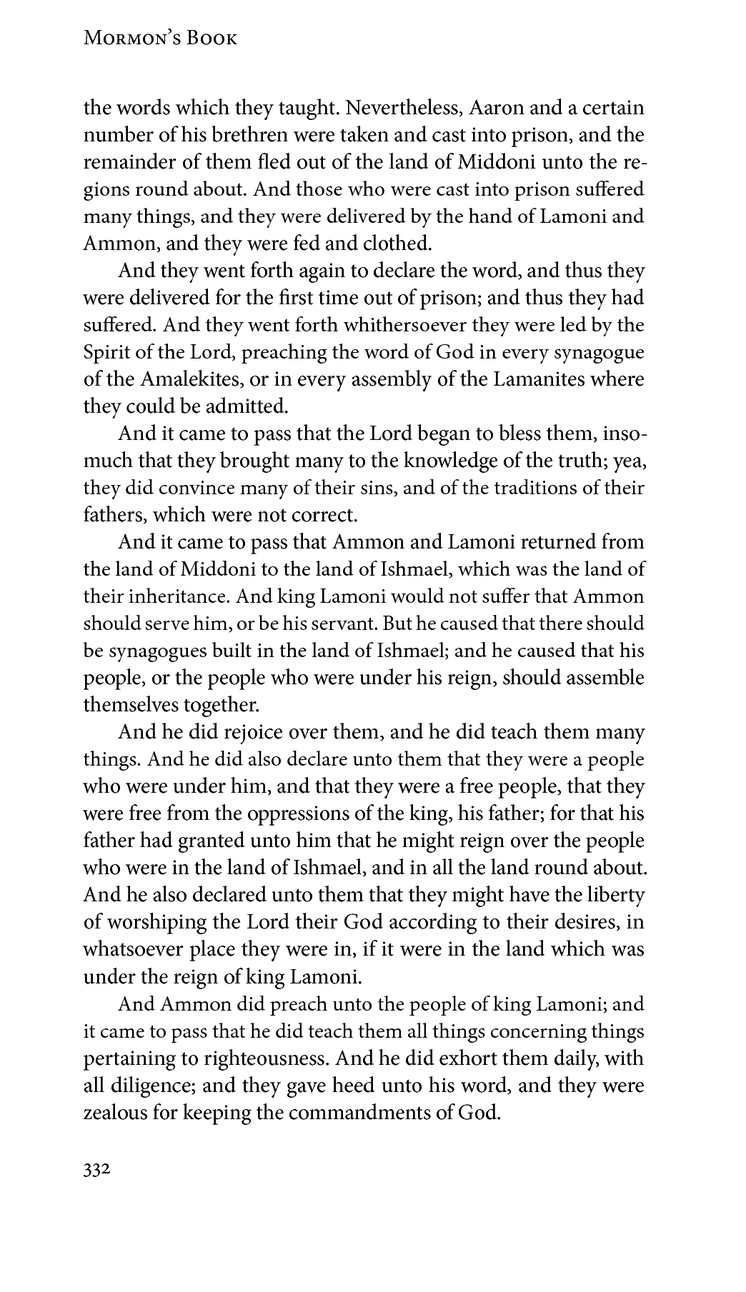 Mormon’s Book
the words which they taught. Nevertheless, Aaron and a certain
number of his brethren were taken and cast into prison, and the
remainder of them fled out of the land of Middoni unto the re-
gions round about. And those who were cast into prison suffered
many things, and they were delivered by the hand of Lamoni and
Ammon, and they were fed and clothed.
And they went forth again to declare the word, and thus they
were delivered for the first time out of prison; and thus they had
suffered. And they went forth whithersoever they were led by the
Spirit of the Lord, preaching the word of God in every synagogue
of the Amalekites, or in every assembly of the Lamanites where
they could be admitted.
And it came to pass that the Lord began to bless them, inso-
much that they brought many to the knowledge of the truth; yea,
they did convince many of their sins, and of the traditions of their
fathers, which were not correct.
And it came to pass that Ammon and Lamoni returned from
the land of Middoni to the land of Ishmael, which was the land of
their inheritance. And king Lamoni would not suffer that Ammon
should serve him, or be his servant. But he caused that there should
be synagogues built in the land of Ishmael; and he caused that his
people, or the people who were under his reign, should assemble
themselves together.
And he did rejoice over them, and he did teach them many
things. And he did also declare unto them that they were a people
who were under him, and that they were a free people, that they
were free from the oppressions of the king, his father; for that his
father had granted unto him that he might reign over the people
who were in the land of Ishmael, and in all the land round about.
And he also declared unto them that they might have the liberty
of worshiping the Lord their God according to their desires, in
whatsoever place they were in, if it were in the land which was
under the reign of king Lamoni.
And Ammon did preach unto the people of king Lamoni; and
it came to pass that he did teach them all things concerning things
pertaining to righteousness. And he did exhort them daily, with
all diligence; and they gave heed unto his word, and they were
zealous for keeping the commandments of God.
332